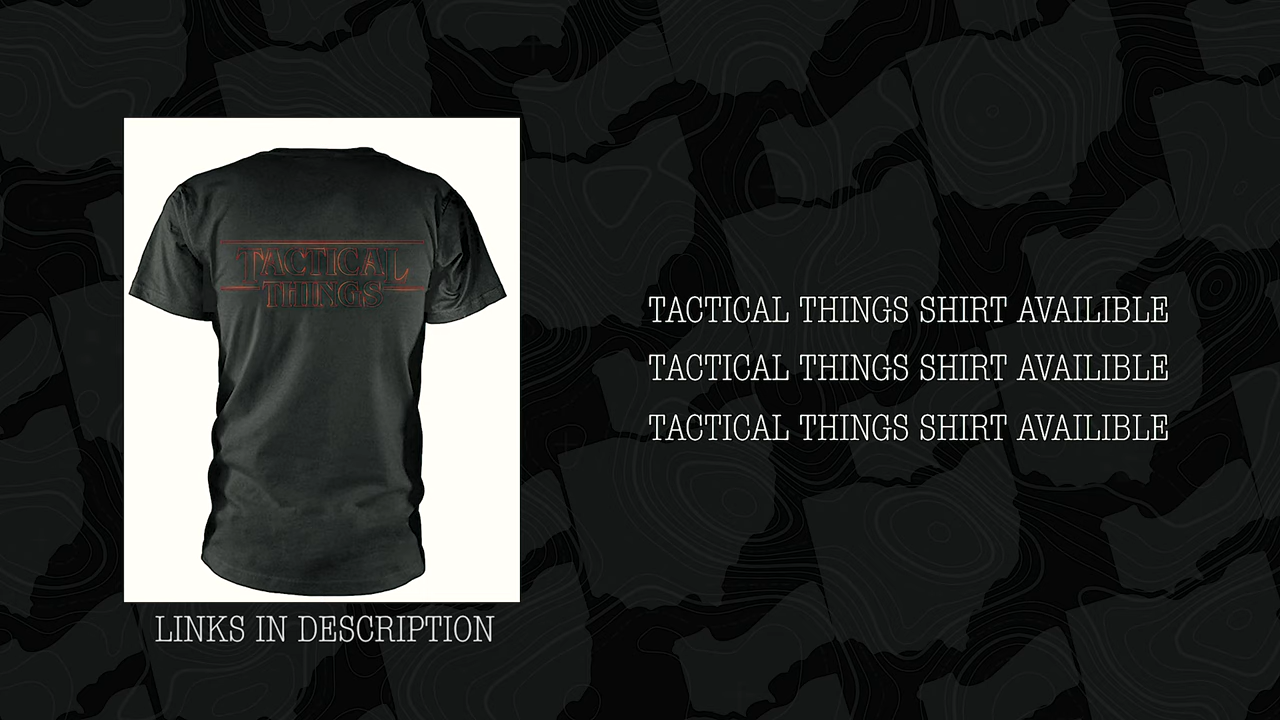 TACTICAL
THINGS
TACTICAL THINGS SHIRT AVAILIBLE
TACTICAL THINGS SHIRT AVAILIBLE
TACTICAL THINGS SHIRT AVAILIBLE
LINKS IN DESCRIPTION